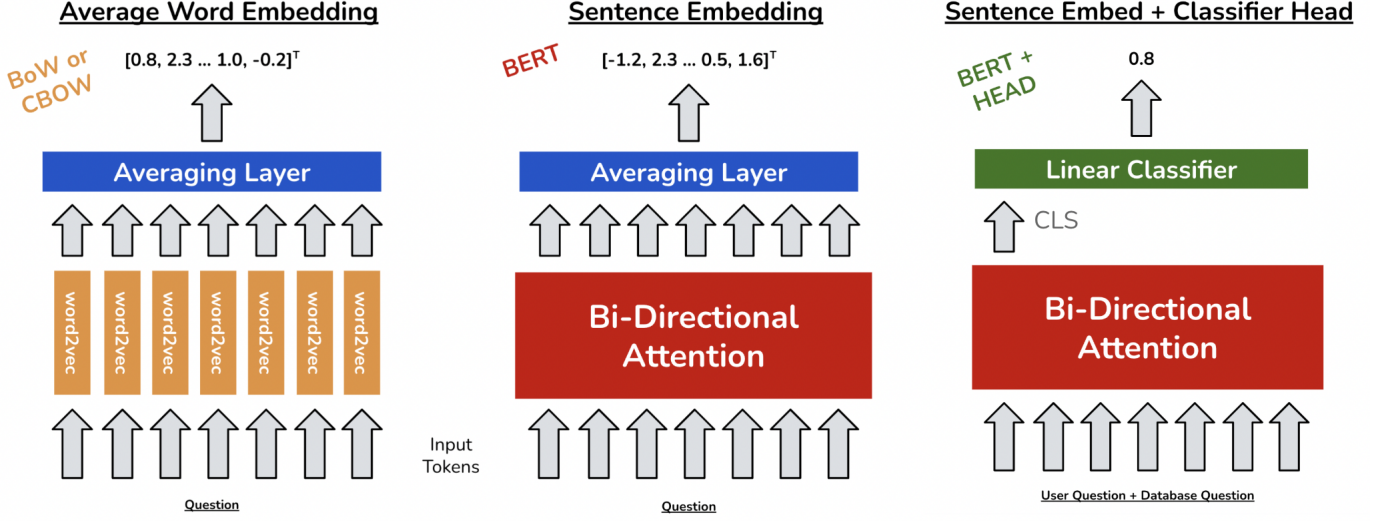 Average Word Embedding
BoW or
CBOW
[0.8, 2.3 ... 1.0, -0.2]ᵀ
Averaging Layer
word2vec
word2vec
word2vec
word2vec
word2vec
word2vec
word2vec
Question
Input
Tokens
Sentence Embedding
BERT
[-1.2, 2.3 ... 0.5, 1.6]ᵀ
Averaging Layer
Bi-Directional
Attention
Question
Sentence Embed + Classifier Head
BERT +
HEAD
0.8
Linear Classifier
CLS
Bi-Directional
Attention
User Question + Database Question